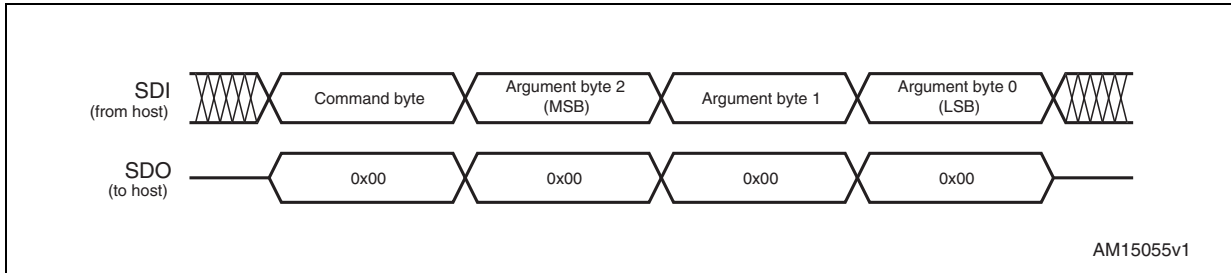 SDI
(from host)
Command byte
Argument byte 2
(MSB)
Argument byte 1
Argument byte 0
(LSB)
SDO
(to host)
0x00
0x00
0x00
0x00
AM15055v1